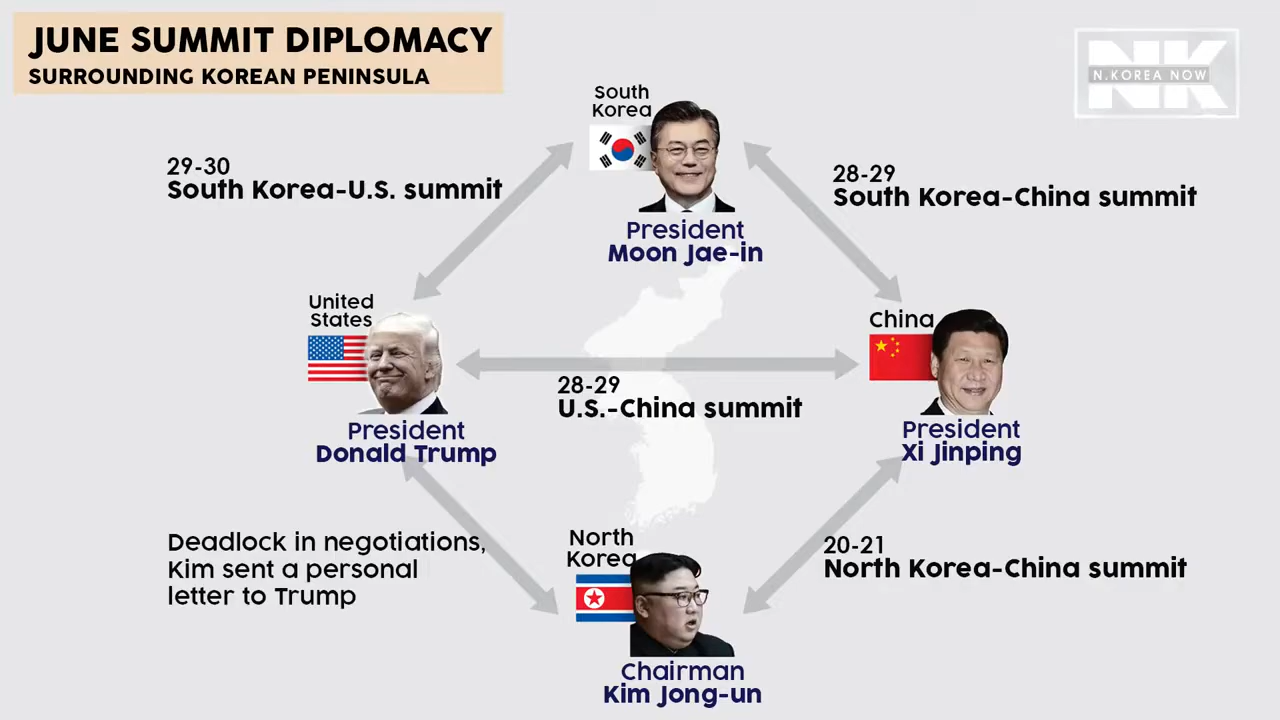 JUNE SUMMIT DIPLOMACY
SURROUNDING KOREAN PENINSULA
NK
N.KOREA NOW
South
Korea
President
Moon Jae-in
29-30
South Korea-U.S. summit
28-29
South Korea-China summit
United
States
President
Donald Trump
28-29
U.S.-China summit
China
President
Xi Jinping
Deadlock in negotiations,
Kim sent a personal
letter to Trump
North
Korea
Chairman
Kim Jong-un
20-21
North Korea-China summit